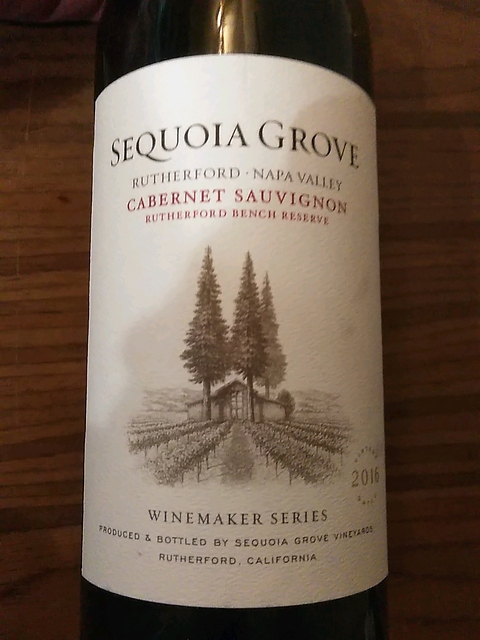 SEQUOIA GROVE
RUTHERFORD · NAPA VALLEY
CABERNET SAUVIGNON
RUTHERFORD BENCH RESERVE
2016
WINEMAKER SERIES
PRODUCED & BOTTLED BY SEQUOIA GROVE VINEYARDS
RUTHERFORD, CALIFORNIA